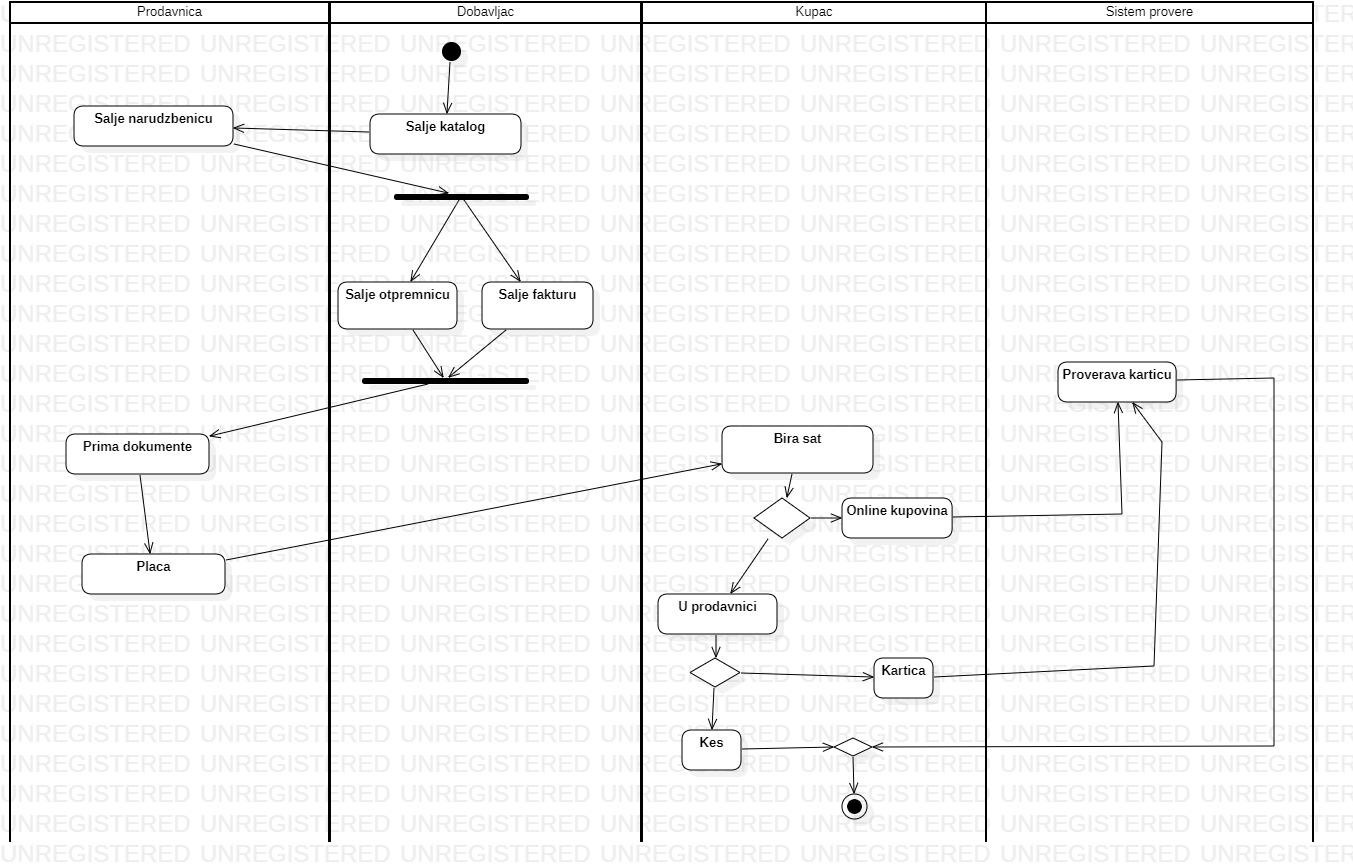 Prodavnica
Dobavljac
Kupac
Sistem provere
Salje narudzbenicu
Salje katalog
Salje otpremnicu
Salje fakturu
Proverava karticu
Prima dokumente
Bira sat
Online kupovina
Placa
U prodavnici
Kartica
Kes
UNREGISTERED